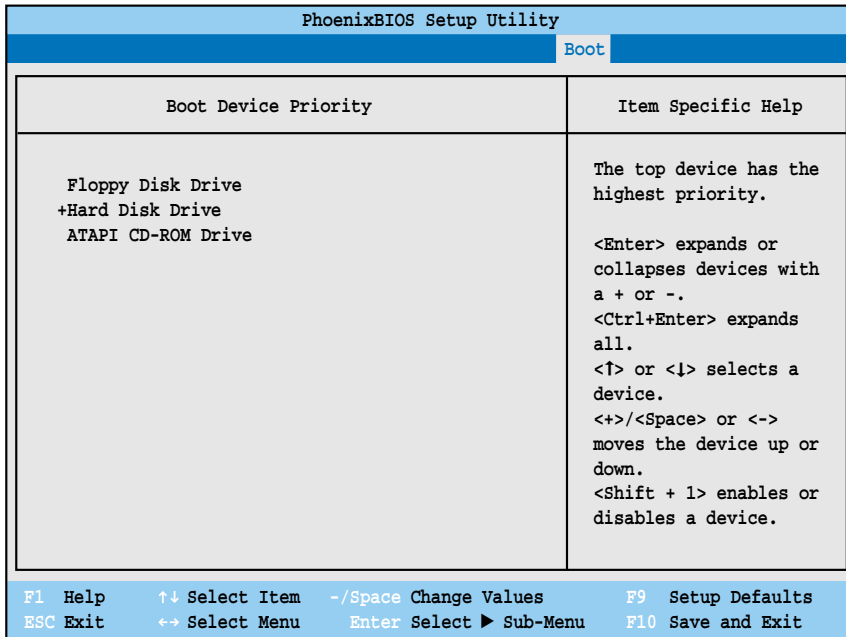 PhoenixBIOS Setup Utility
Boot
Boot Device Priority
Item Specific Help
Floppy Disk Drive
+Hard Disk Drive
ATAPI CD-ROM Drive
The top device has the
highest priority.
<Enter> expands or
collapses devices with
a + or -.
<Ctrl+Enter> expands
all.
<↑> or <↓> selects a
device.
<+>/<Space> or <->
moves the device up or
down.
<Shift + 1> enables or
disables a device.
F1 Help ↑↓ Select Item -/Space Change Values F9 Setup Defaults
ESC Exit ↔ Select Menu Enter Select ▶ Sub-Menu F10 Save and Exit